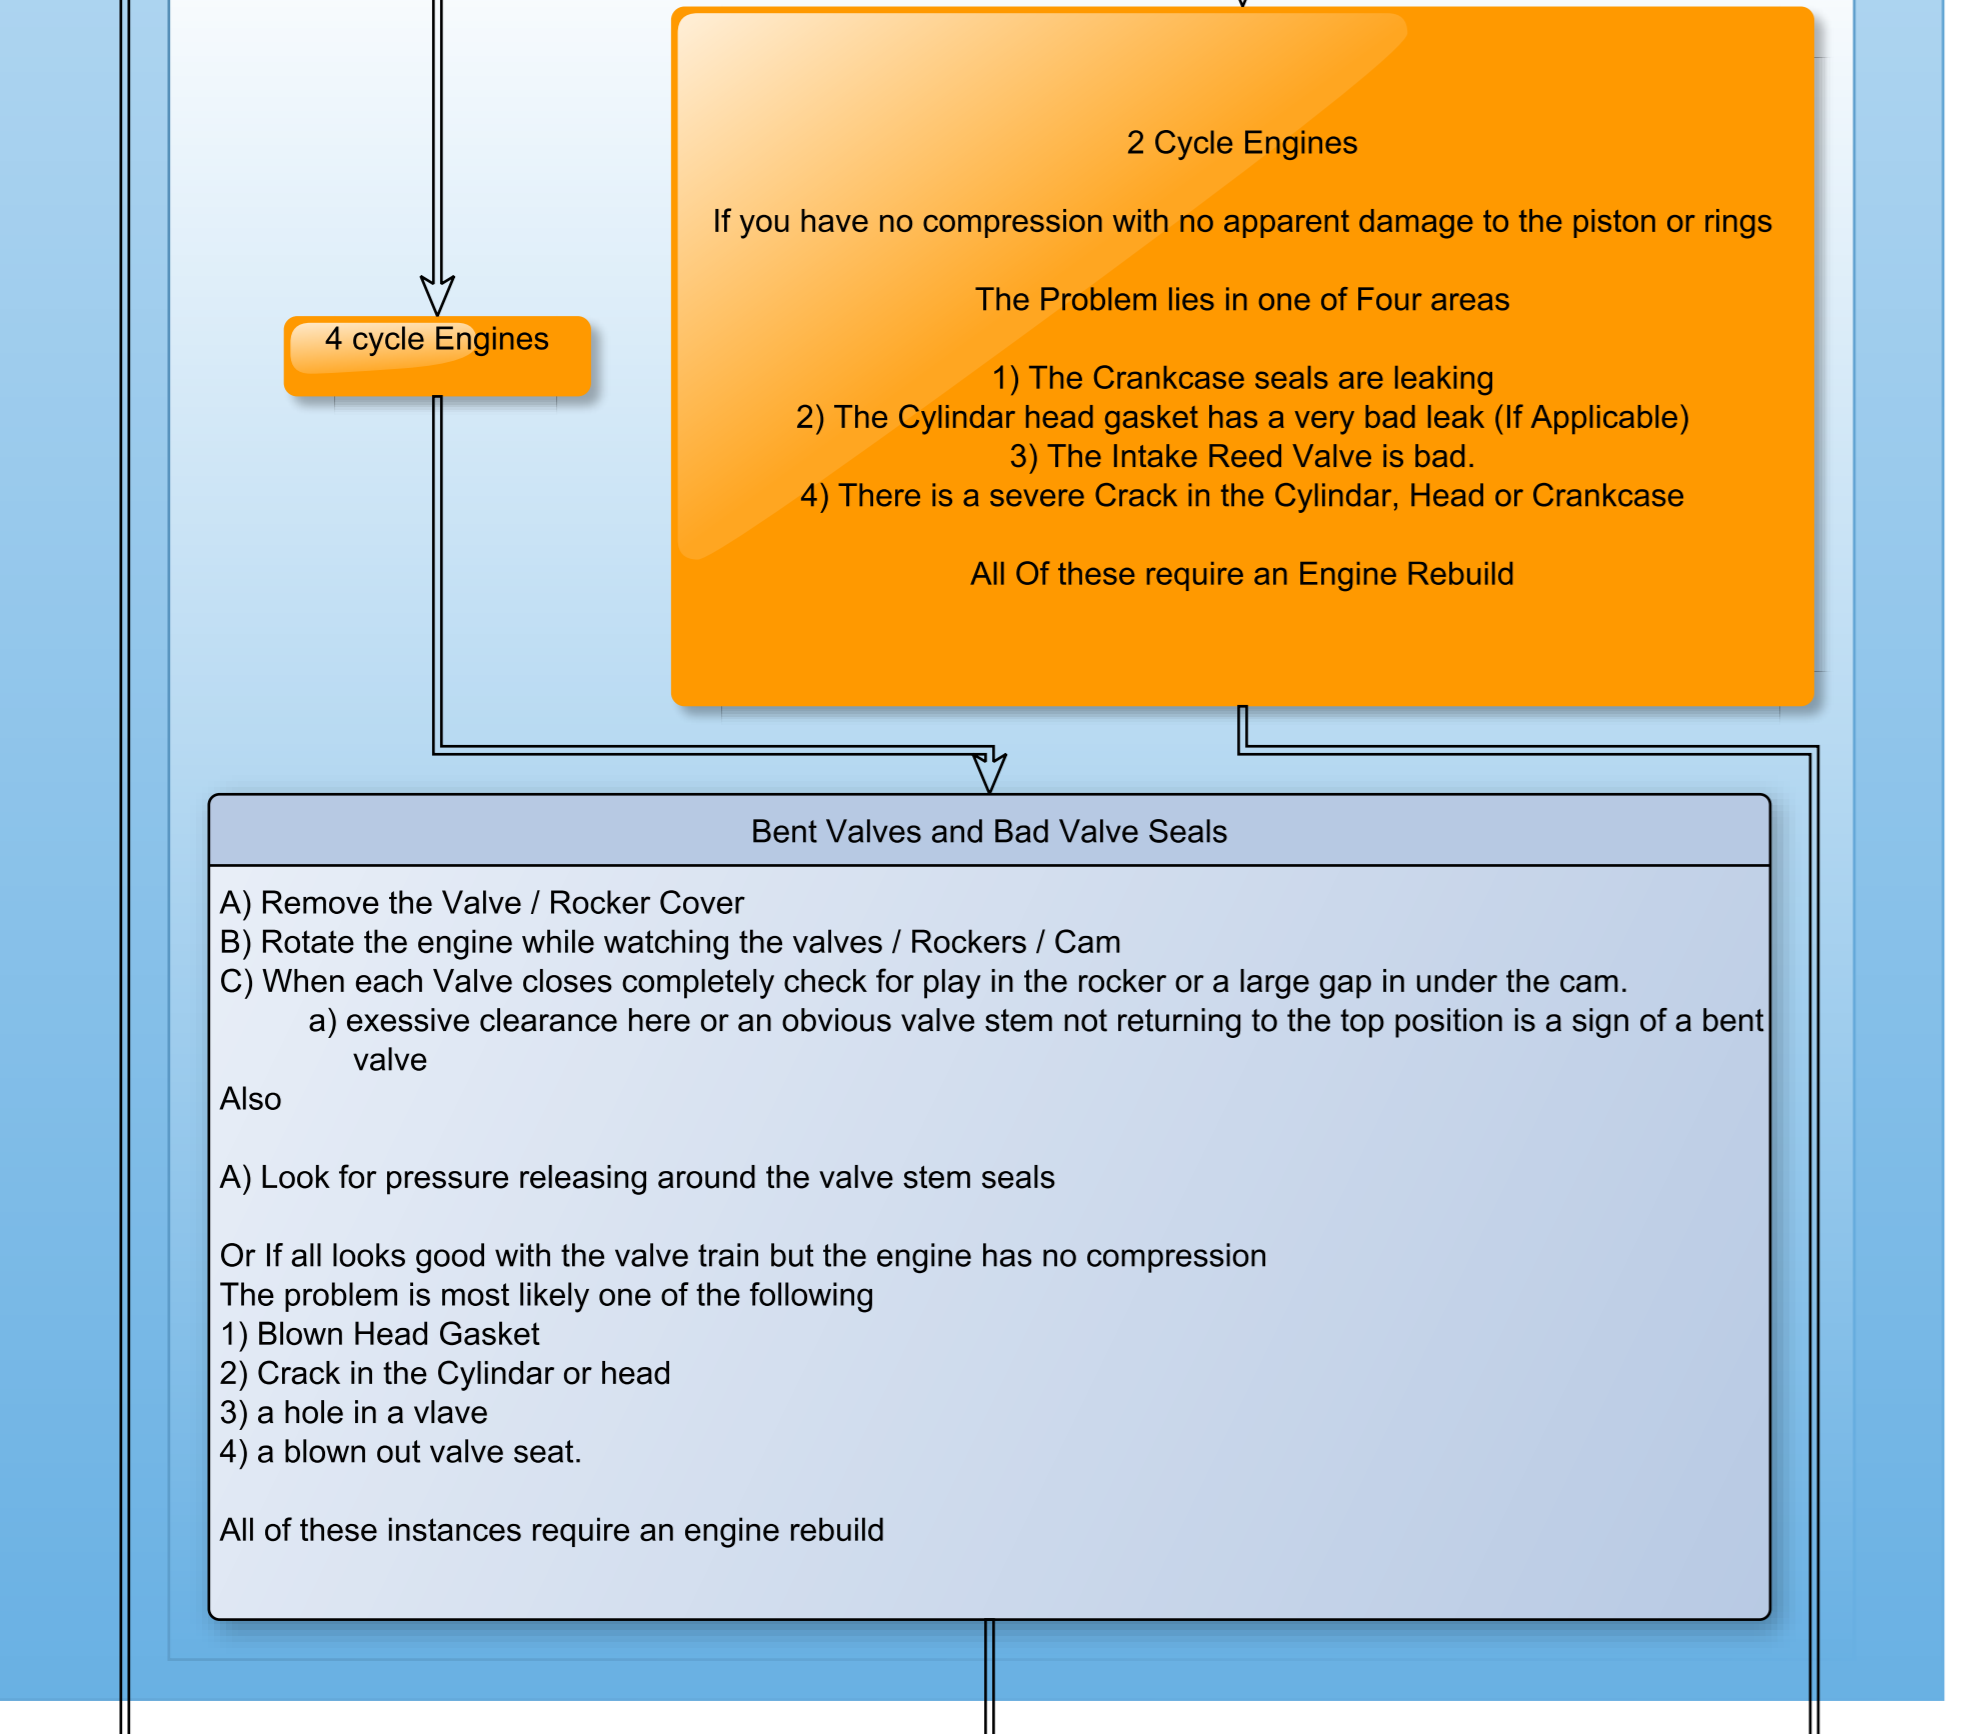 2 Cycle Engines
If you have no compression with no apparent damage to the piston or rings
The Problem lies in one of Four areas
1) The Crankcase seals are leaking
2) The Cylindar head gasket has a very bad leak (If Applicable)
3) The Intake Reed Valve is bad.
4) There is a severe Crack in the Cylindar, Head or Crankcase
All Of these require an Engine Rebuild
4 cycle Engines
Bent Valves and Bad Valve Seals
A) Remove the Valve / Rocker Cover
B) Rotate the engine while watching the valves / Rockers / Cam
C) When each Valve closes completely check for play in the rocker or a large gap in under the cam.
a) exessive clearance here or an obvious valve stem not returning to the top position is a sign of a bent
valve
Also
A) Look for pressure releasing around the valve stem seals
Or If all looks good with the valve train but the engine has no compression
The problem is most likely one of the following
1) Blown Head Gasket
2) Crack in the Cylindar or head
3) a hole in a vlave
4) a blown out valve seat.
All of these instances require an engine rebuild